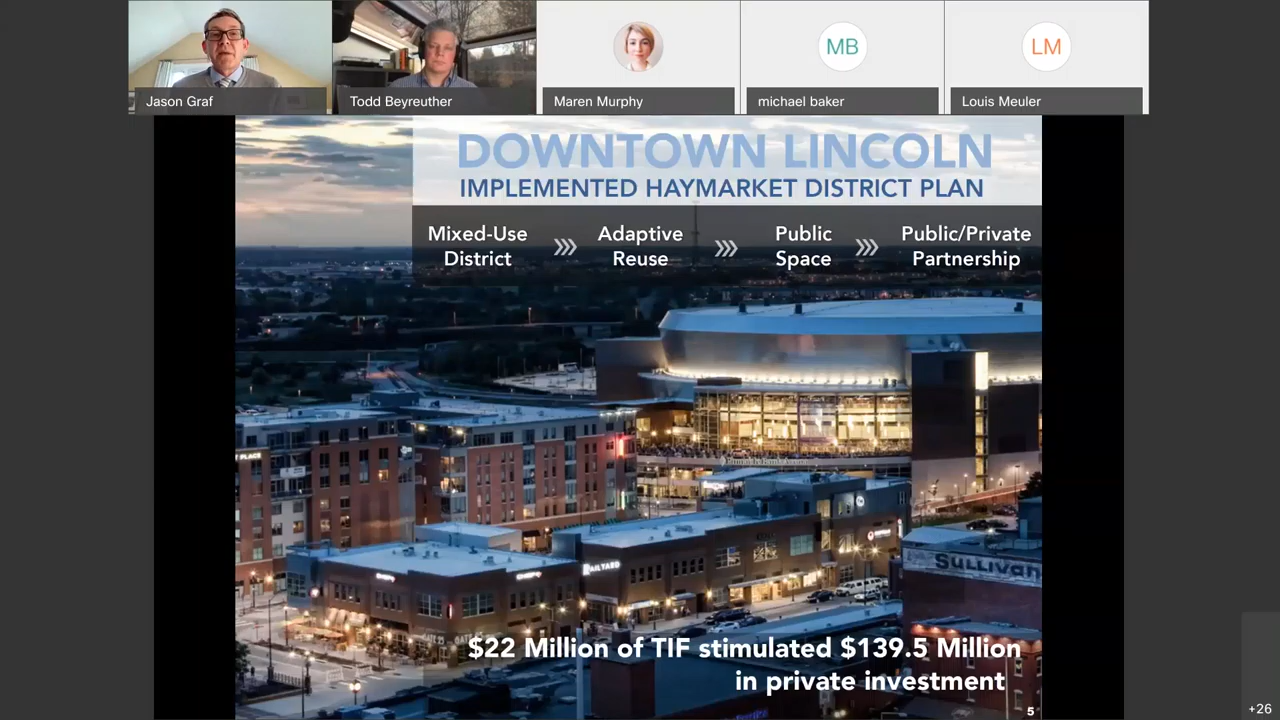 Jason Graf
Todd Beyreuther
Maren Murphy
MB
michael baker
LM
Louis Meuler
DOWNTOWN LINCOLN
IMPLEMENTED HAYMARKET DISTRICT PLAN
Mixed-Use
District
Adaptive
Reuse
Public
Space
Public/Private
Partnership
PLACE
RAILYARD
SULLIVAN
$22 Million of TIF stimulated $139.5 Million
in private investment
5
+26